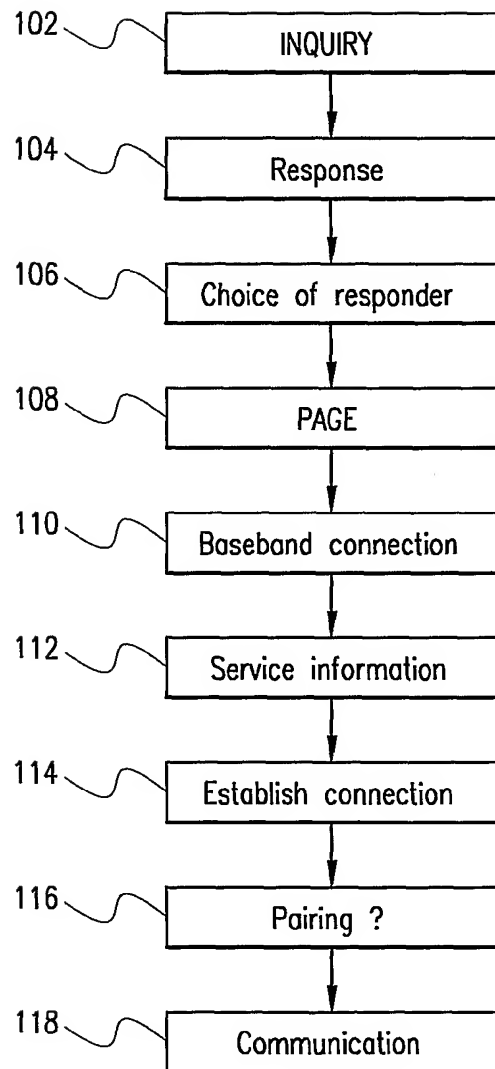 102 INQUIRY
104 Response
106 Choice of responder
108 PAGE
110 Baseband connection
112 Service information
114 Establish connection
116 Pairing ?
118 Communication